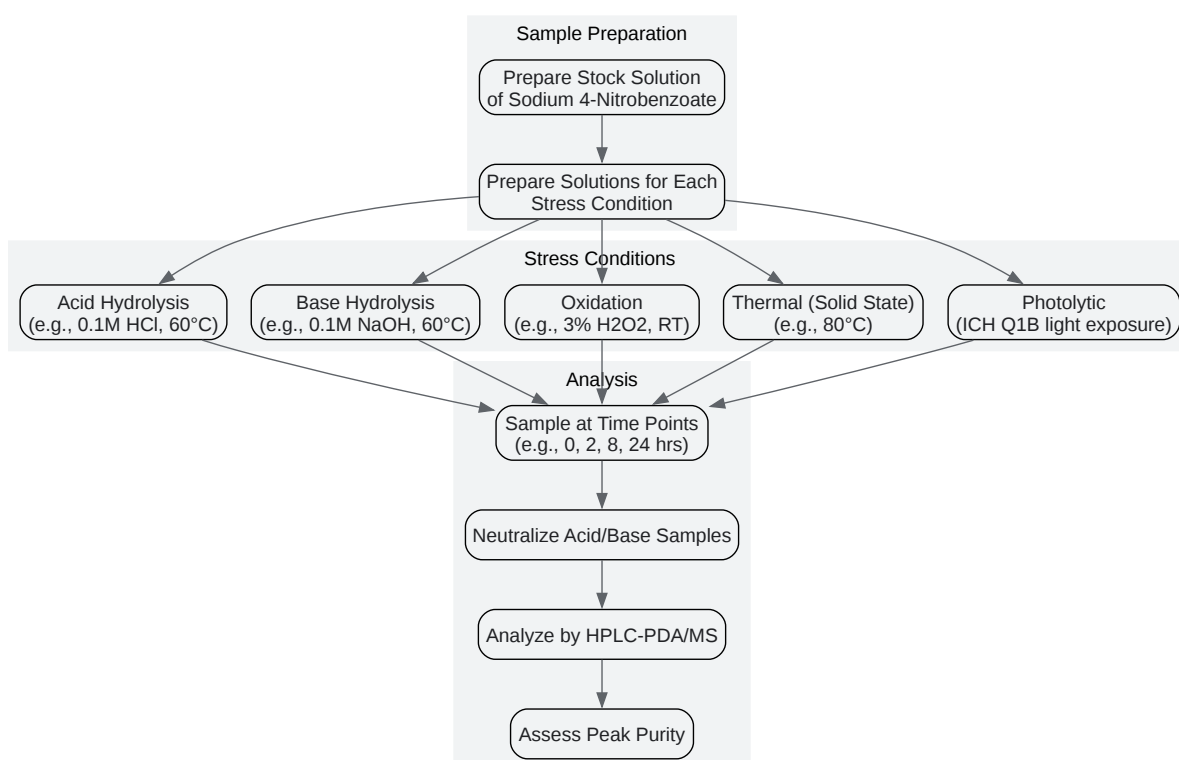 Sample Preparation
Prepare Stock Solution
of Sodium 4-Nitrobenzoate
Prepare Solutions for Each
Stress Condition
Stress Conditions
Acid Hydrolysis
(e.g., 0.1M HCl, 60°C)
Base Hydrolysis
(e.g., 0.1M NaOH, 60°C)
Oxidation
(e.g., 3% H2O2, RT)
Thermal (Solid State)
(e.g., 80°C)
Photolytic
(ICH Q1B light exposure)
Analysis
Sample at Time Points
(e.g., 0, 2, 8, 24 hrs)
Neutralize Acid/Base Samples
Analyze by HPLC-PDA/MS
Assess Peak Purity